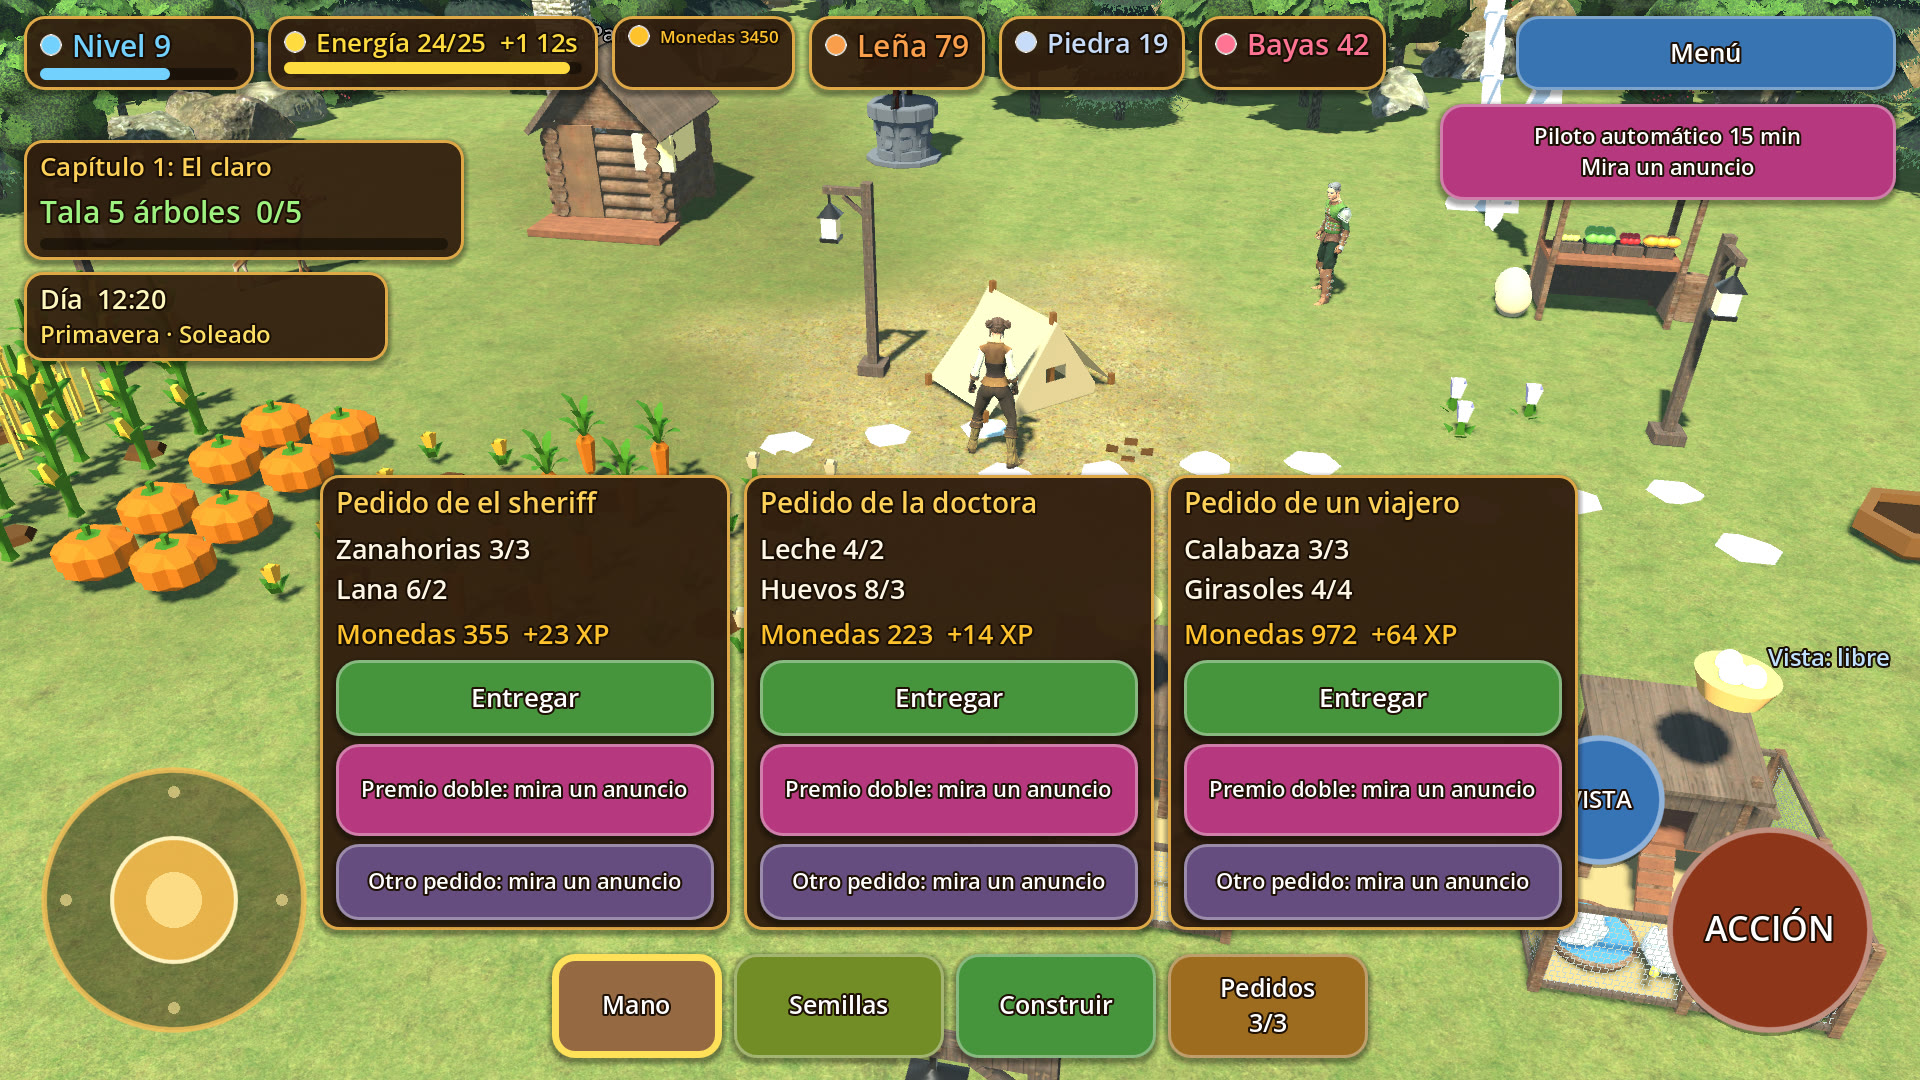 Nivel 9
Energía 24/25 +1 12s
Monedas 3450
Leña 79
Piedra 19
Bayas 42
Menú
Piloto automático 15 min
Mira un anuncio
Capítulo 1: El claro
Tala 5 árboles 0/5
Día 12:20
Primavera · Soleado
Pedido de el sheriff
Zanahorias 3/3
Lana 6/2
Monedas 355 +23 XP
Entregar
Premio doble: mira un anuncio
Otro pedido: mira un anuncio
Pedido de la doctora
Leche 4/2
Huevos 8/3
Monedas 223 +14 XP
Entregar
Premio doble: mira un anuncio
Otro pedido: mira un anuncio
Pedido de un viajero
Calabaza 3/3
Girasoles 4/4
Monedas 972 +64 XP
Entregar
Premio doble: mira un anuncio
Otro pedido: mira un anuncio
Vista: libre
VISTA
ACCIÓN
Mano
Semillas
Construir
Pedidos
3/3